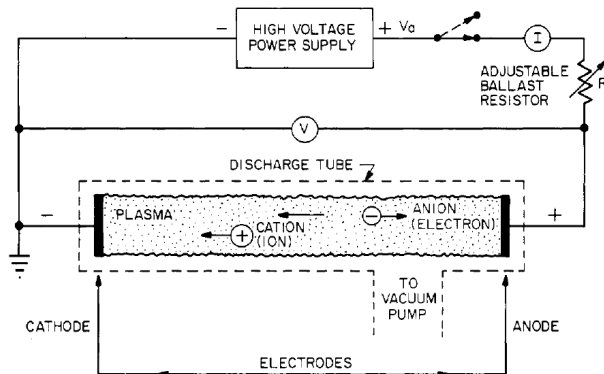 HIGH VOLTAGE
POWER SUPPLY
−
+
Va
I
ADJUSTABLE
BALLAST
RESISTOR
R
V
DISCHARGE TUBE
−
PLASMA
−
ANION
(ELECTRON)
+
+
CATION
(ION)
TO
VACUUM
PUMP
CATHODE
ANODE
ELECTRODES